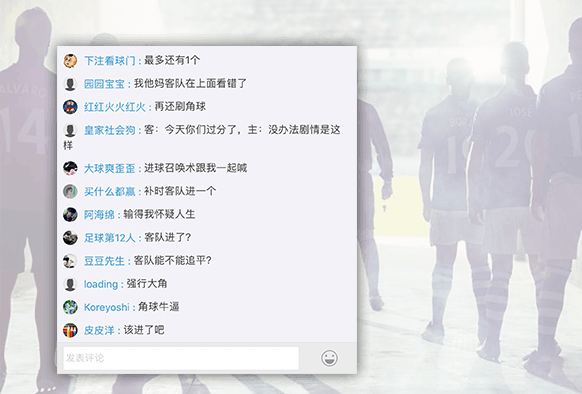 下注看球门：最多还有1个
园园宝宝：我他妈客队在上面看错了
红红火火红火：再还刷角球
皇家社会狗：客：今天你们过分了，主：没办法剧情是这
样
大球爽歪歪：进球召唤术跟我一起喊
买什么都赢：补时客队进一个
阿海绵：输得我怀疑人生
足球第12人：客队进了?
豆豆先生：客队能不能追平?
loading：强行大角
Koreyoshi：角球牛逼
皮皮洋：该进了吧
发表评论
ALVARO
14
10
20